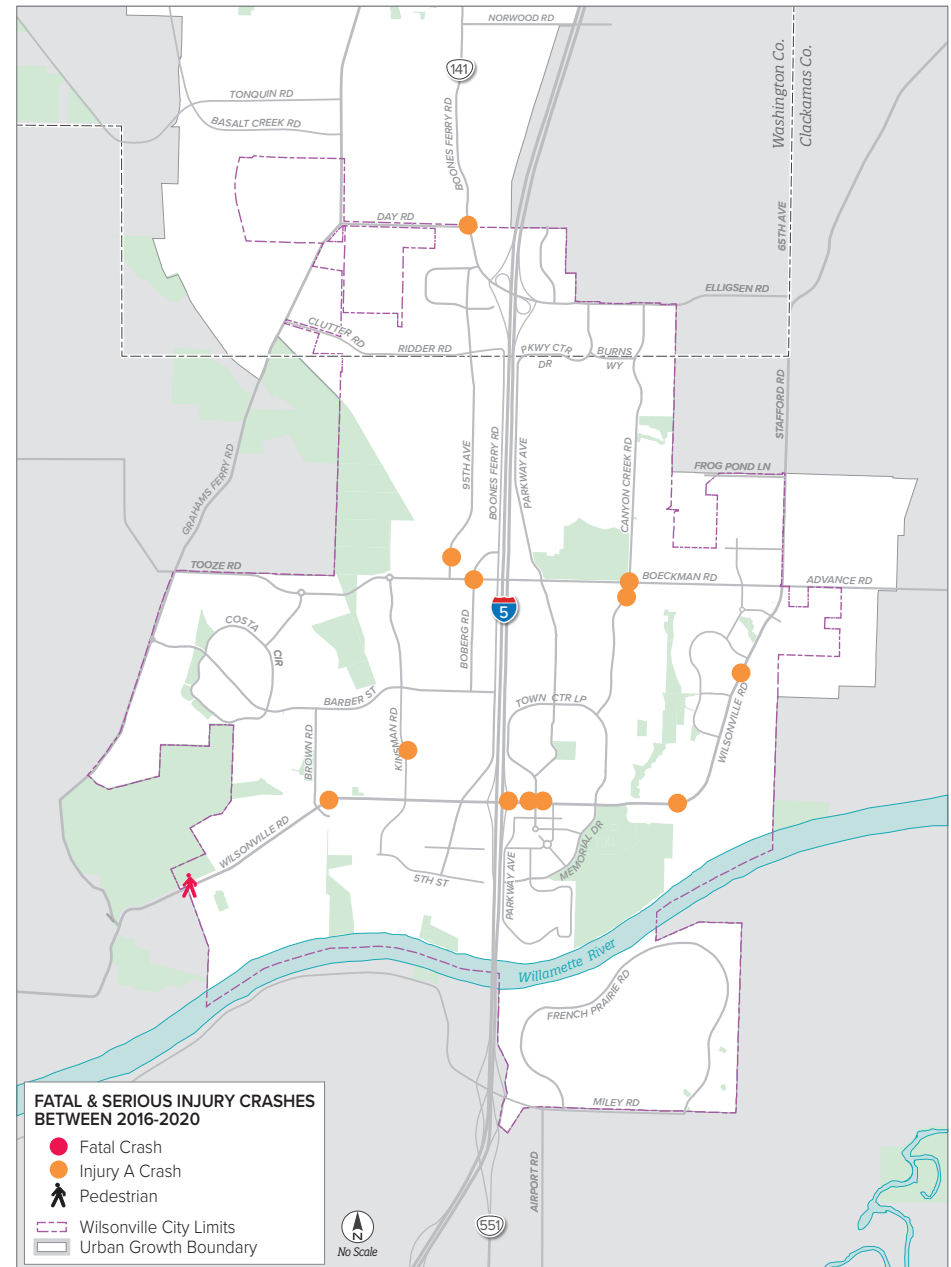 NORWOOD RD
141
Washington Co.
Clackamas Co.
TONQUIN RD
BASALT CREEK RD
BOONES FERRY RD
DAY RD
65TH AVE
ELLIGSEN RD
CLUTTER RD
RIDDER RD
PKWY CTR
DR
BURNS
WY
STAFFORD RD
GRAHAMS FERRY RD
95TH AVE
BOONES FERRY RD
PARKWAY AVE
CANYON CREEK RD
FROG POND LN
TOOZE RD
BOECKMAN RD
ADVANCE RD
5
COSTA
CIR
BOBERG RD
BARBER ST
TOWN CTR LP
WILSONVILLE RD
BROWN RD
KINSMAN RD
WILSONVILLE RD
5TH ST
PARKWAY AVE
MEMORIAL DR
Willamette River
FRENCH PRAIRIE RD
MILEY RD
AIRPORT RD
551
FATAL & SERIOUS INJURY CRASHES
BETWEEN 2016-2020
Fatal Crash
Injury A Crash
Pedestrian
Wilsonville City Limits
Urban Growth Boundary
N
No Scale